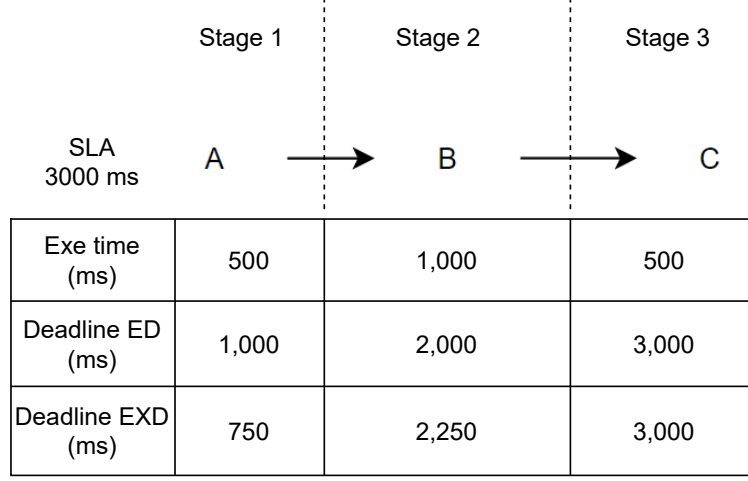 Stage 1 Stage 2 Stage 3
SLA
3000 ms
A B C
Exe time
(ms)
500 1,000 500
Deadline ED
(ms)
1,000 2,000 3,000
Deadline EXD
(ms)
750 2,250 3,000